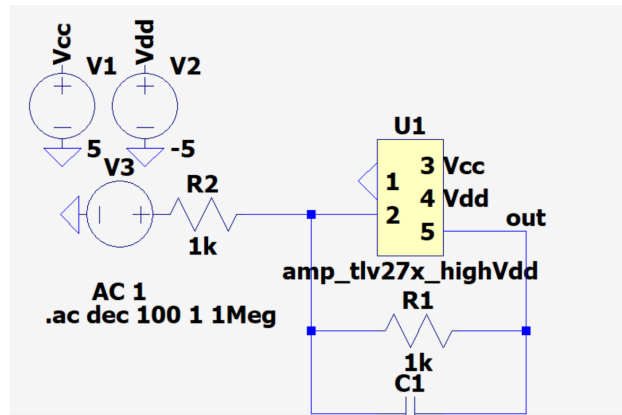 Vcc
Vdd
V1
V2
5
-5
V3
R2
1k
AC 1
.ac dec 100 1 1Meg
U1
1
2
3
4
5
Vcc
Vdd
out
amp_tlv27x_highVdd
R1
1k
C1